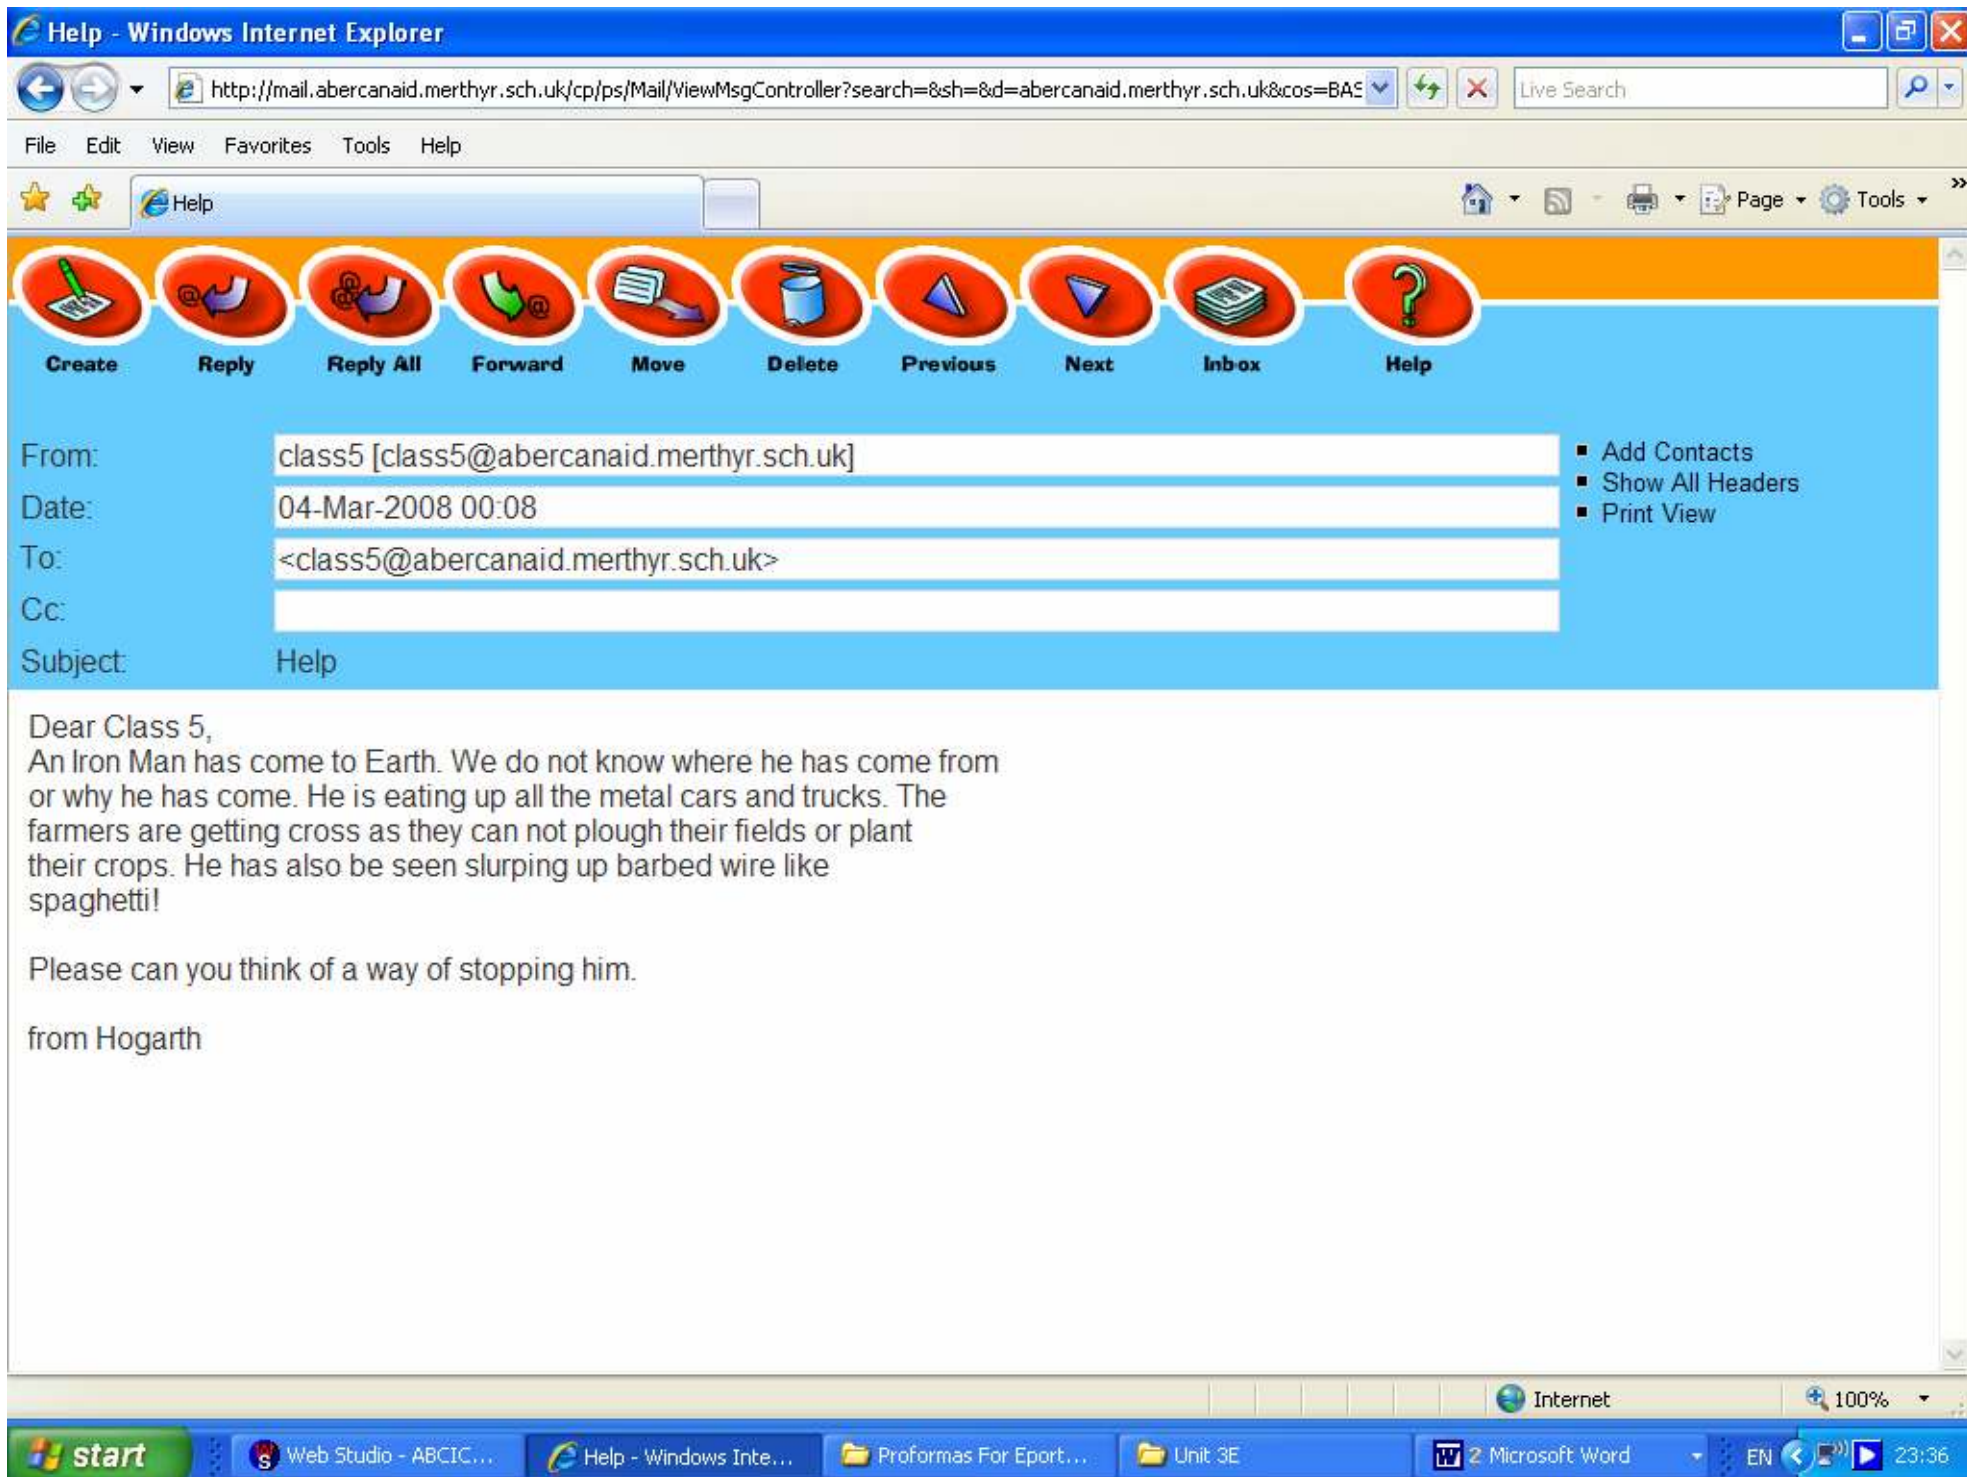 Help - Windows Internet Explorer
http://mail.abercanaid.merthyr.sch.uk/cp/ps/Mail/ViewMsgController?search=&sh=&d=abercanaid.merthyr.sch.uk&cos=BAS
Live Search
File Edit View Favorites Tools Help
Help
Page Tools
Create Reply Reply All Forward Move Delete Previous Next Inbox Help
From: class5 [class5@abercanaid.merthyr.sch.uk]
Date: 04-Mar-2008 00:08
To: <class5@abercanaid.merthyr.sch.uk>
Cc:
Subject: Help
Add Contacts
Show All Headers
Print View
Dear Class 5,
An Iron Man has come to Earth. We do not know where he has come from
or why he has come. He is eating up all the metal cars and trucks. The
farmers are getting cross as they can not plough their fields or plant
their crops. He has also be seen slurping up barbed wire like
spaghetti!
Please can you think of a way of stopping him.
from Hogarth
Internet 100%
start Web Studio - ABCIC... Help - Windows Inte... Proformas For Eport... Unit 3E 2 Microsoft Word EN 23:36